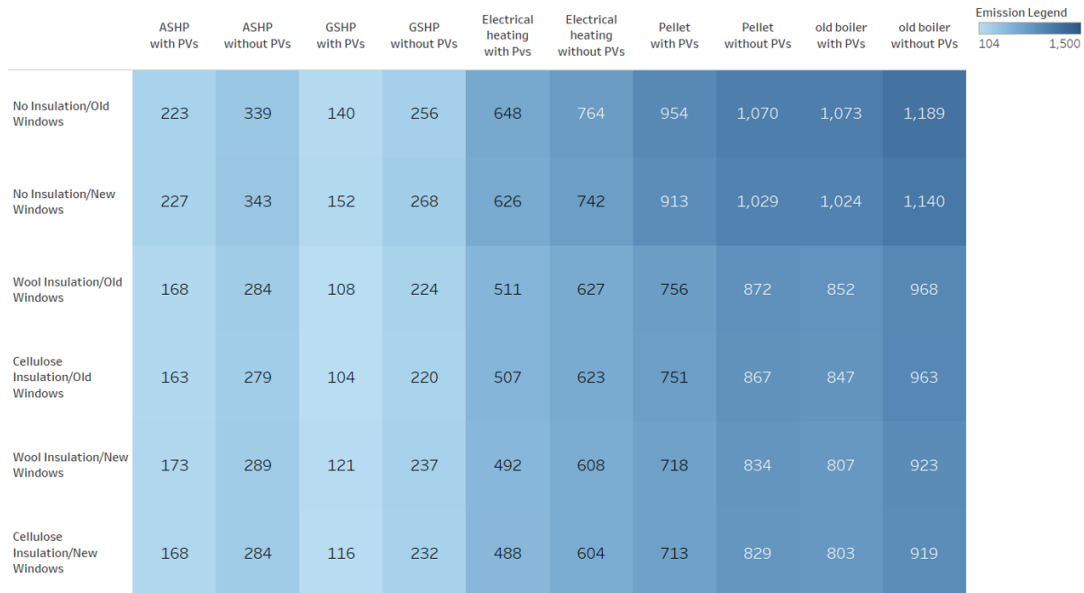 Emission Legend
104 1,500
ASHP with PVs
ASHP without PVs
GSHP with PVs
GSHP without PVs
Electrical heating with Pvs
Electrical heating without PVs
Pellet with PVs
Pellet without PVs
old boiler with PVs
old boiler without PVs
No Insulation/Old Windows
223 339 140 256 648 764 954 1,070 1,073 1,189
No Insulation/New Windows
227 343 152 268 626 742 913 1,029 1,024 1,140
Wool Insulation/Old Windows
168 284 108 224 511 627 756 872 852 968
Cellulose Insulation/Old Windows
163 279 104 220 507 623 751 867 847 963
Wool Insulation/New Windows
173 289 121 237 492 608 718 834 807 923
Cellulose Insulation/New Windows
168 284 116 232 488 604 713 829 803 919